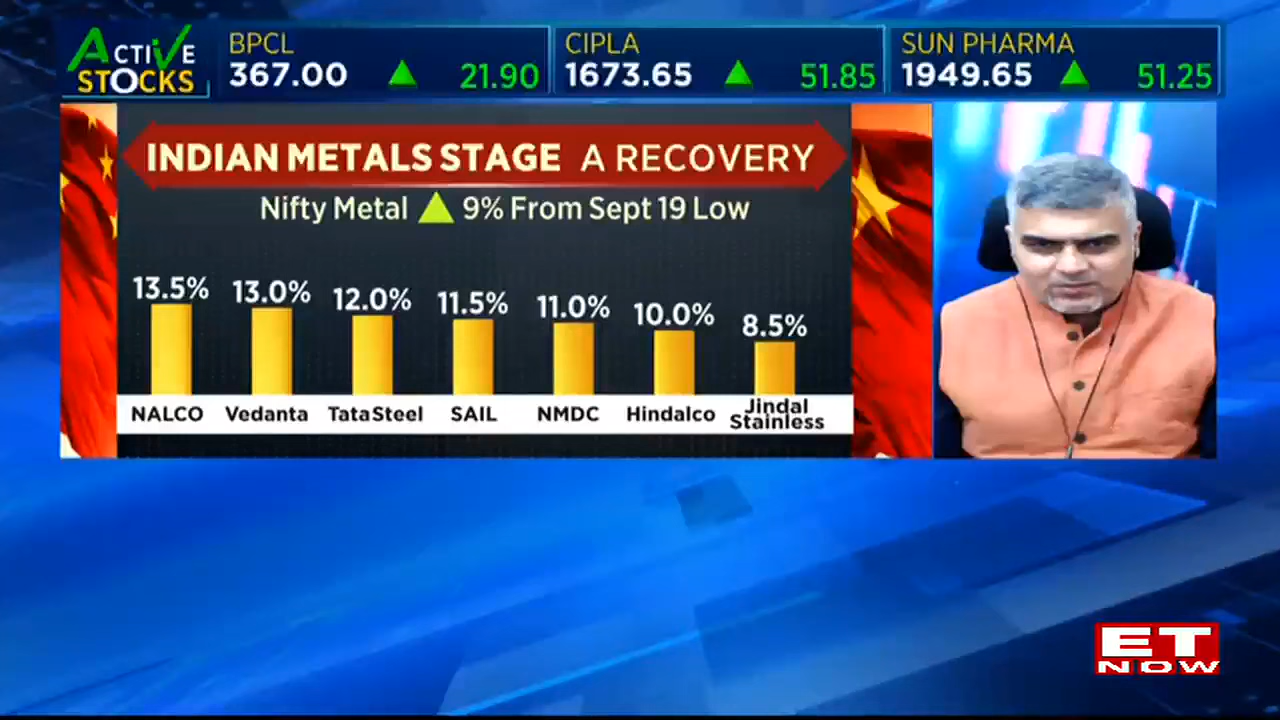 ACTIVE
STOCKS
BPCL
367.00 ▲ 21.90
CIPLA
1673.65 ▲ 51.85
SUN PHARMA
1949.65 ▲ 51.25
INDIAN METALS STAGE A RECOVERY
Nifty Metal ▲ 9% From Sept 19 Low
13.5% 13.0% 12.0% 11.5% 11.0% 10.0% 8.5%
NALCO Vedanta Tata Steel SAIL NMDC Hindalco Jindal
Stainless
ET
NOW